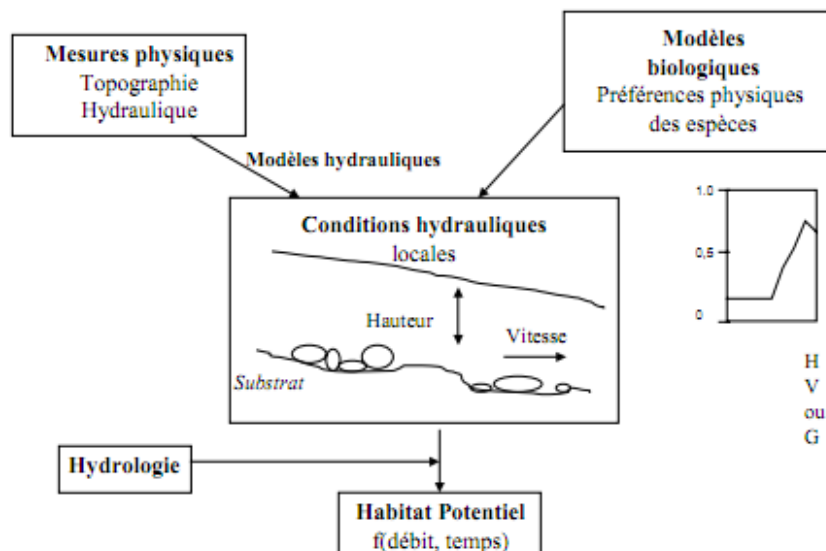 Mesures physiques
Topographie
Hydraulique
Modèles
biologiques
Préférences physiques
des espèces
Modèles hydrauliques
Conditions hydrauliques
locales
Hauteur
Vitesse
Substrat
1.0
0,5
0
H
V
ou
G
Hydrologie
Habitat Potentiel
f(débit, temps)